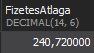 FizetesAtlaga
DECIMAL(14, 6)
240,720000